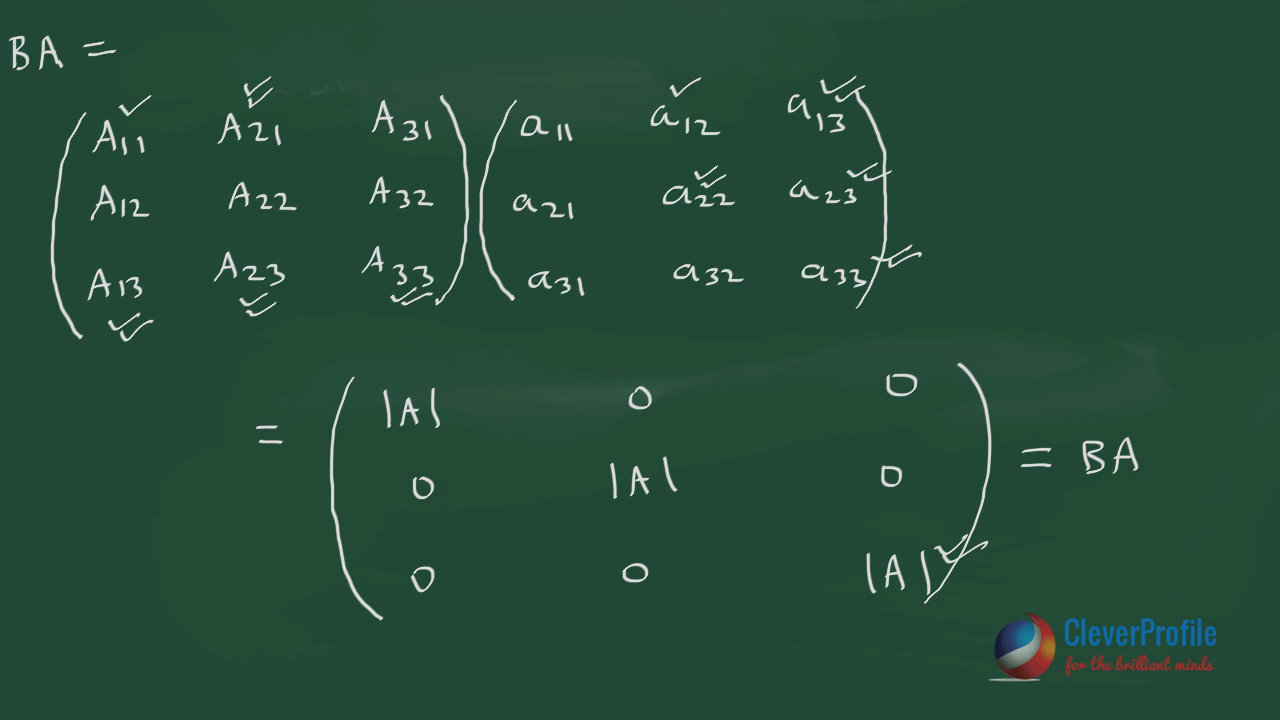 BA =
A11 A21 A31 a11 a12 a13
A12 A22 A32 a21 a22 a23
A13 A23 A33 a31 a32 a33
= |A| 0 0
0 |A| 0 = BA
0 0 |A|
CleverProfile
for the brilliant minds